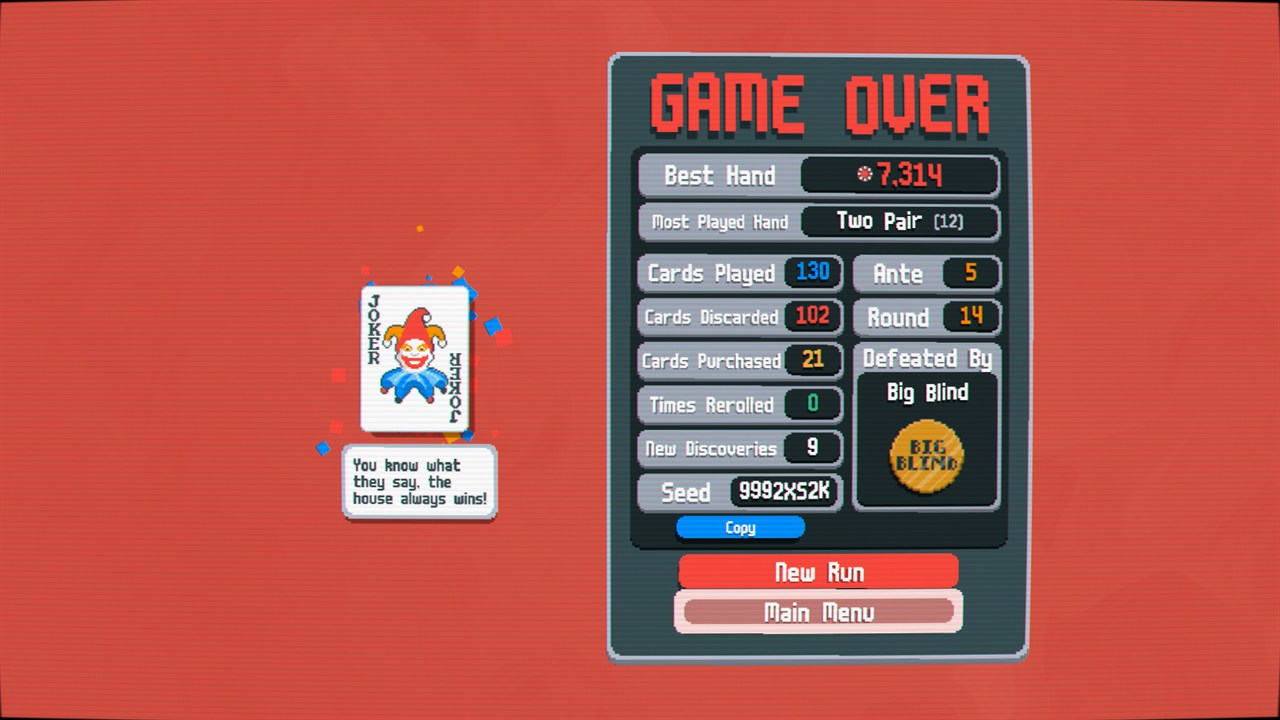 GAME OVER
Best Hand 7,314
Most Played Hand Two Pair (12)
Cards Played 130
Ante 5
Cards Discarded 102
Round 14
Cards Purchased 21
Defeated By
Big Blind
Times Rerolled 0
BIG
BLIND
New Discoveries 9
Seed 9992XS2K
Copy
New Run
Main Menu
JOKER
JOKER
You know what
they say, the
house always wins!